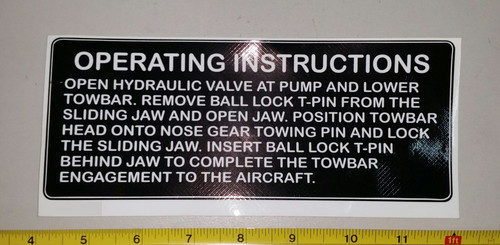 OPERATING INSTRUCTIONS
OPEN HYDRAULIC VALVE AT PUMP AND LOWER
TOWBAR. REMOVE BALL LOCK T-PIN FROM THE
SLIDING JAW AND OPEN JAW. POSITION TOWBAR
HEAD ONTO NOSE GEAR TOWING PIN AND LOCK
THE SLIDING JAW. INSERT BALL LOCK T-PIN
BEHIND JAW TO COMPLETE THE TOWBAR
ENGAGEMENT TO THE AIRCRAFT.
4 5 6 7 8 9 10 11 1ft